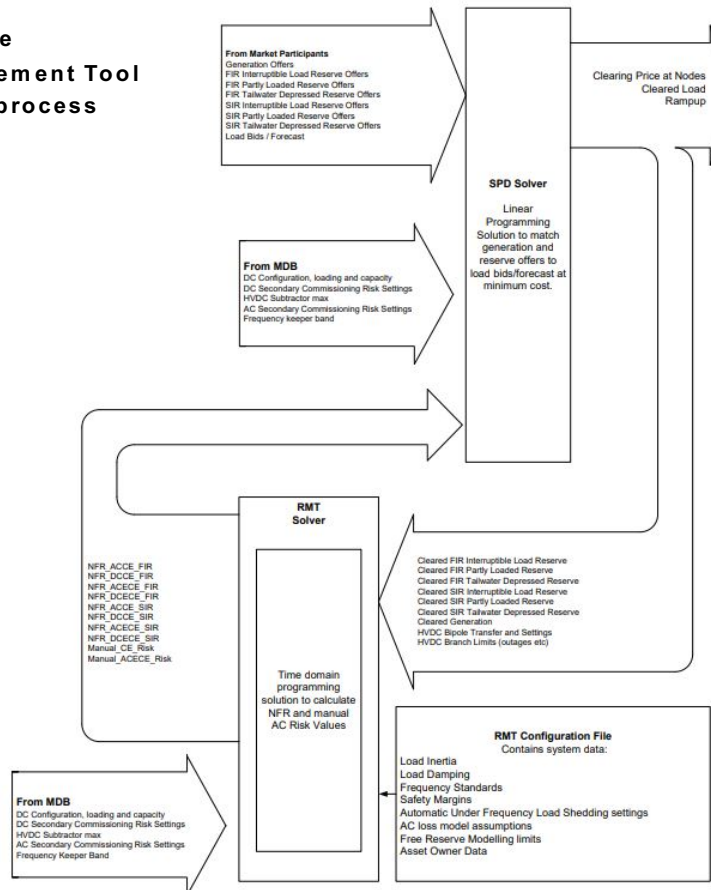 e
ement Tool
process
From Market Participants
Generation Offers
FIR Interruptible Load Reserve Offers
FIR Partly Loaded Reserve Offers
FIR Tailwater Depressed Reserve Offers
SIR Interruptible Load Reserve Offers
SIR Partly Loaded Reserve Offers
SIR Tailwater Depressed Reserve Offers
Load Bids / Forecast
Clearing Price at Nodes
Cleared Load
Rampup
SPD Solver
Linear
Programming
Solution to match
generation and
reserve offers to
load bids/forecast at
minimum cost.
From MDB
DC Configuration, loading and capacity
DC Secondary Commissioning Risk Settings
HVDC Subtractor max
AC Secondary Commissioning Risk Settings
Frequency keeper band
RMT
Solver
NFR_ACCE_FIR
NFR_DCCE_FIR
NFR_ACECE_FIR
NFR_DCECE_FIR
NFR_ACCE_SIR
NFR_DCCE_SIR
NFR_ACECE_SIR
NFR_DCECE_SIR
Manual_CE_Risk
Manual_ACECE_Risk
Cleared FIR Interruptible Load Reserve
Cleared FIR Partly Loaded Reserve
Cleared FIR Tailwater Depressed Reserve
Cleared SIR Interruptible Load Reserve
Cleared SIR Partly Loaded Reserve
Cleared SIR Tailwater Depressed Reserve
Cleared Generation
HVDC Bipole Transfer and Settings
HVDC Branch Limits (outages etc)
Time domain
programming
solution to calculate
NFR and manual
AC Risk Values
RMT Configuration File
Contains system data:
Load Inertia
Load Damping
Frequency Standards
Safety Margins
Automatic Under Frequency Load Shedding settings
AC loss model assumptions
Free Reserve Modelling limits
Asset Owner Data
From MDB
DC Configuration, loading and capacity
DC Secondary Commissioning Risk Settings
HVDC Subtractor max
AC Secondary Commissioning Risk Settings
Frequency Keeper Band